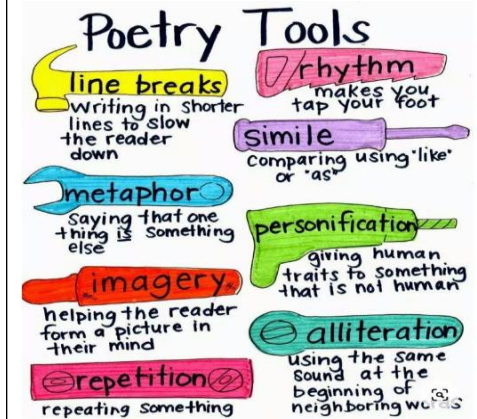 Poetry Tools
line breaks
writing in shorter
lines to slow
the reader
down
rhythm
makes you
tap your foot
simile
comparing using "like"
or "as"
metaphor
saying that one
thing is something
else
personification
giving human
traits to something
that is not human
imagery
helping the reader
form a picture in
their mind
alliteration
using the same
sound at the
beginning of
neighboring words
repetition
repeating something